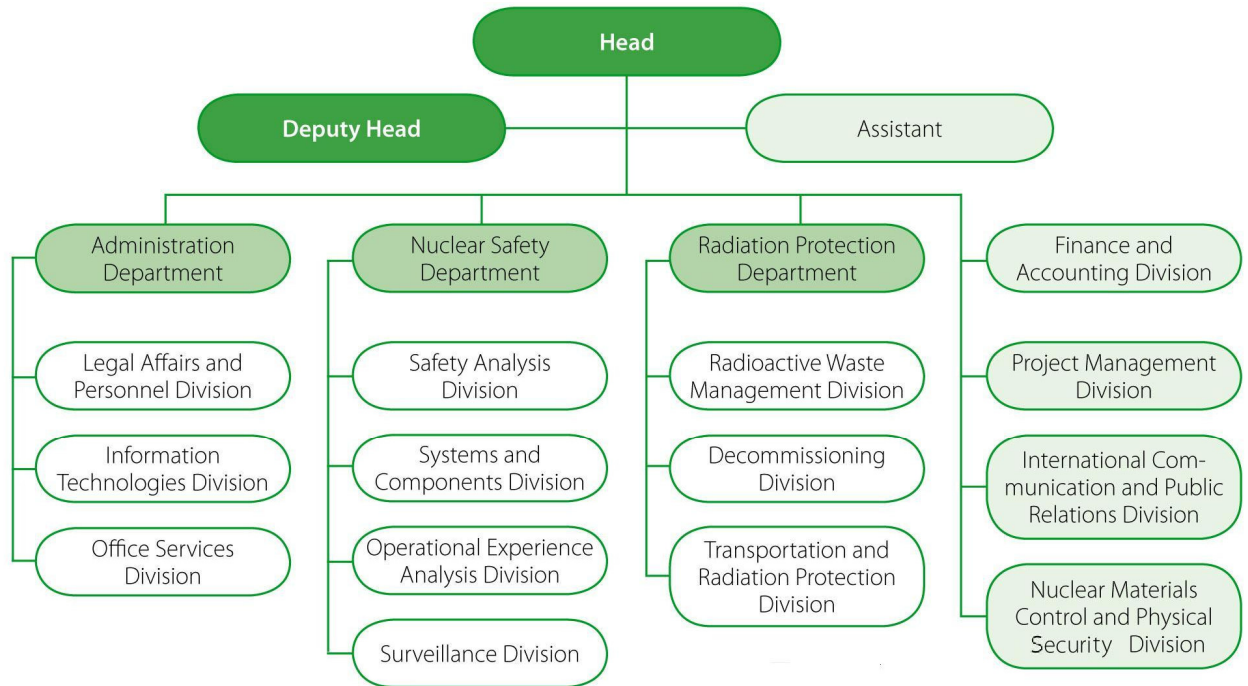 Head
Deputy Head
Assistant
Administration
Department
Legal Affairs and
Personnel Division
Information
Technologies Division
Office Services
Division
Nuclear Safety
Department
Safety Analysis
Division
Systems and
Components Division
Operational Experience
Analysis Division
Surveillance Division
Radiation Protection
Department
Radioactive Waste
Management Division
Decommissioning
Division
Transportation and
Radiation Protection
Division
Finance and
Accounting Division
Project Management
Division
International Com-
munication and Public
Relations Division
Nuclear Materials
Control and Physical
Security Division